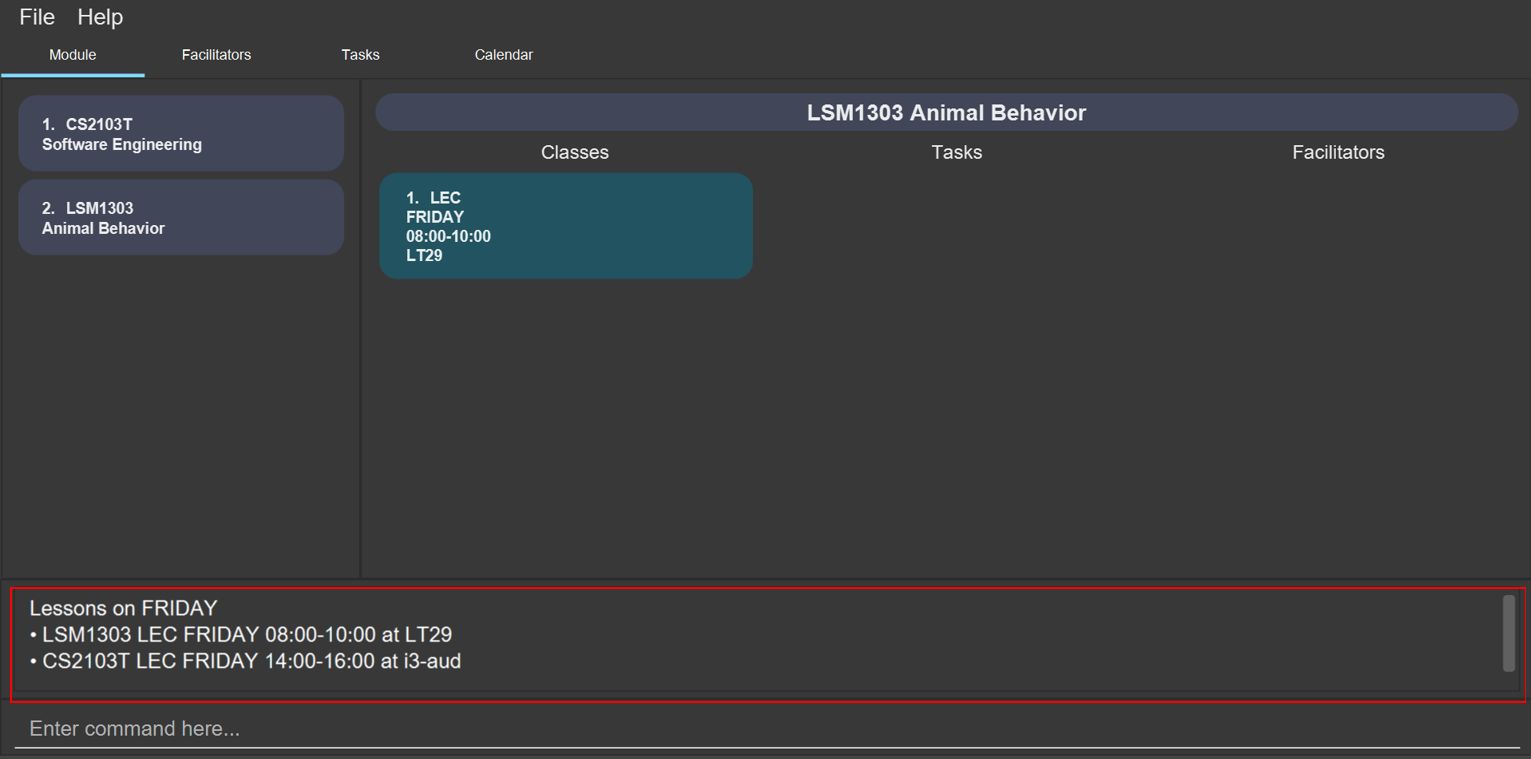 File Help
Module Facilitators Tasks Calendar
1. CS2103T
Software Engineering
2. LSM1303
Animal Behavior
LSM1303 Animal Behavior
Classes Tasks Facilitators
1. LEC
FRIDAY
08:00-10:00
LT29
Lessons on FRIDAY
• LSM1303 LEC FRIDAY 08:00-10:00 at LT29
• CS2103T LEC FRIDAY 14:00-16:00 at i3-aud
Enter command here...